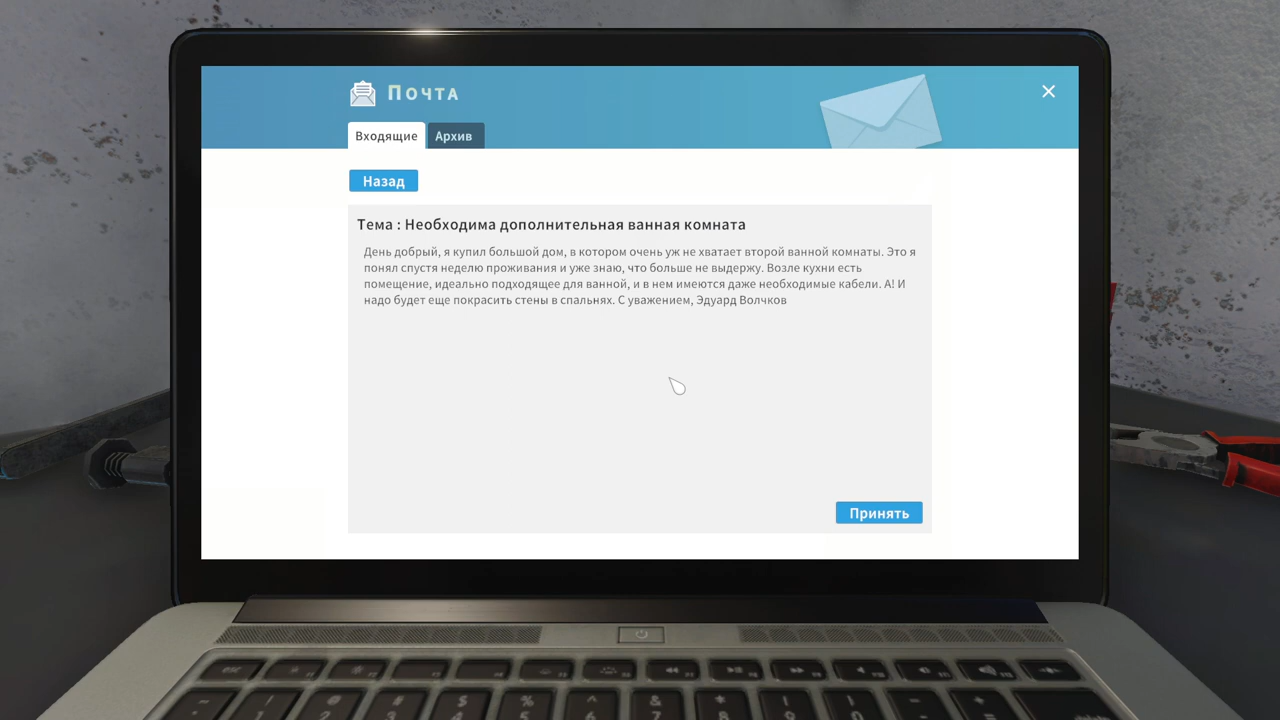 Почта
Входящие
Архив
Назад
Тема : Необходима дополнительная ванная комната
День добрый, я купил большой дом, в котором очень уж не хватает второй ванной комнаты. Это я
понял спустя неделю проживания и уже знаю, что больше не выдержу. Возле кухни есть
помещение, идеально подходящее для ванной, и в нем имеются даже необходимые кабели. А! И
надо будет еще покрасить стены в спальнях. С уважением, Эдуард Волчков
Принять
esc